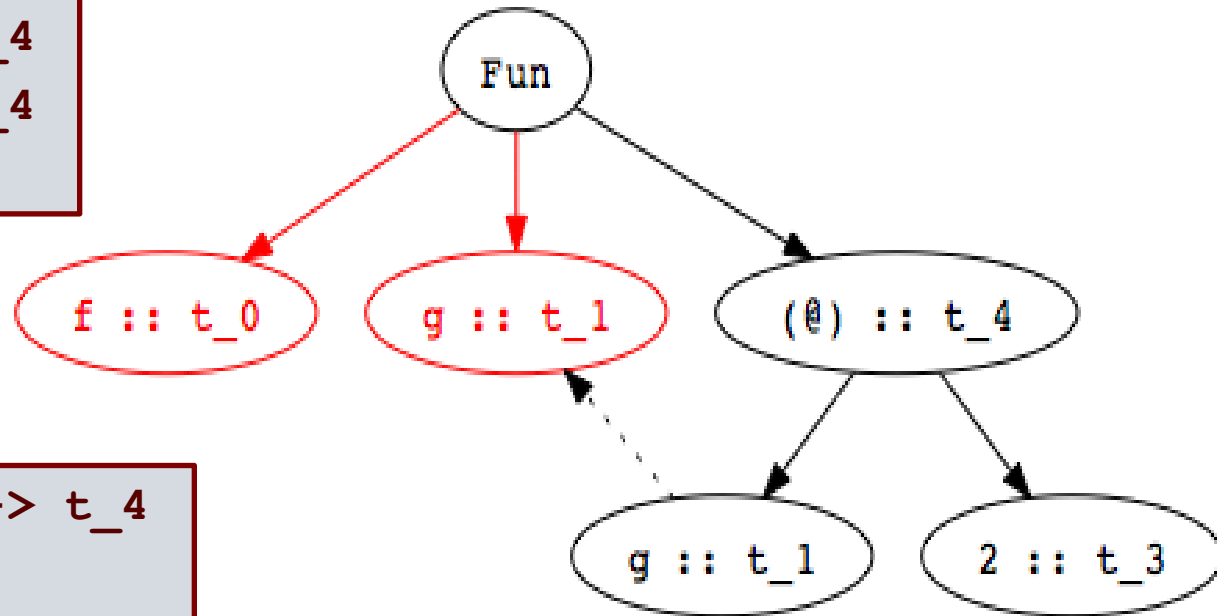 _4
_4
Fun
f :: t_0
g :: t_1
(@) :: t_4
> t_4
g :: t_1
2 :: t_3